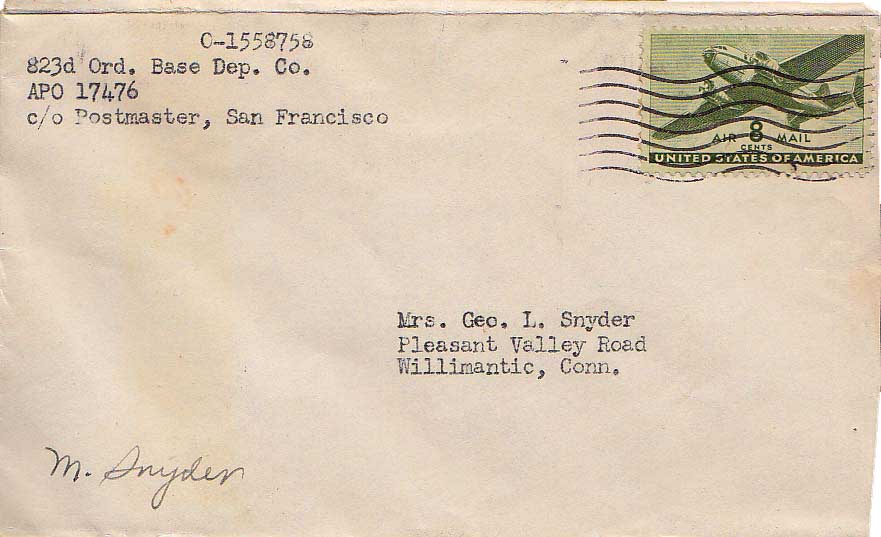 O-1558758
823d Ord. Base Dep. Co.
APO 17476
c/o Postmaster, San Francisco
AIR 8 MAIL
CENTS
UNITED STATES OF AMERICA
Mrs. Geo. L. Snyder
Pleasant Valley Road
Willimantic, Conn.
M. Snyder